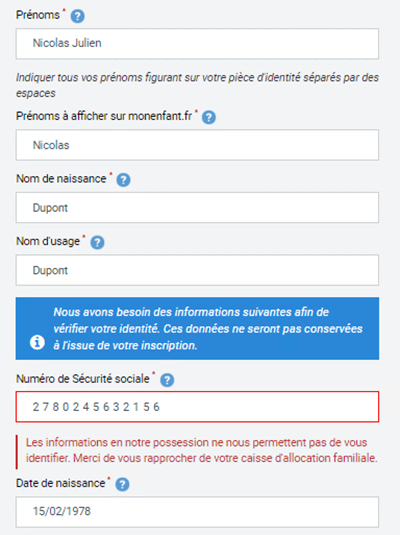 Prénoms * ?
Nicolas Julien
Indiquer tous vos prénoms figurant sur votre pièce d'identité séparés par des
espaces
Prénoms à afficher sur monenfant.fr * ?
Nicolas
Nom de naissance * ?
Dupont
Nom d'usage * ?
Dupont
Nous avons besoin des informations suivantes afin de
vérifier votre identité. Ces données ne seront pas conservées
à l'issue de votre inscription.
Numéro de Sécurité sociale * ?
2 7 8 0 2 4 5 6 3 2 1 5 6
Les informations en notre possession ne nous permettent pas de vous
identifier. Merci de vous rapprocher de votre caisse d'allocation familiale.
Date de naissance * ?
15/02/1978